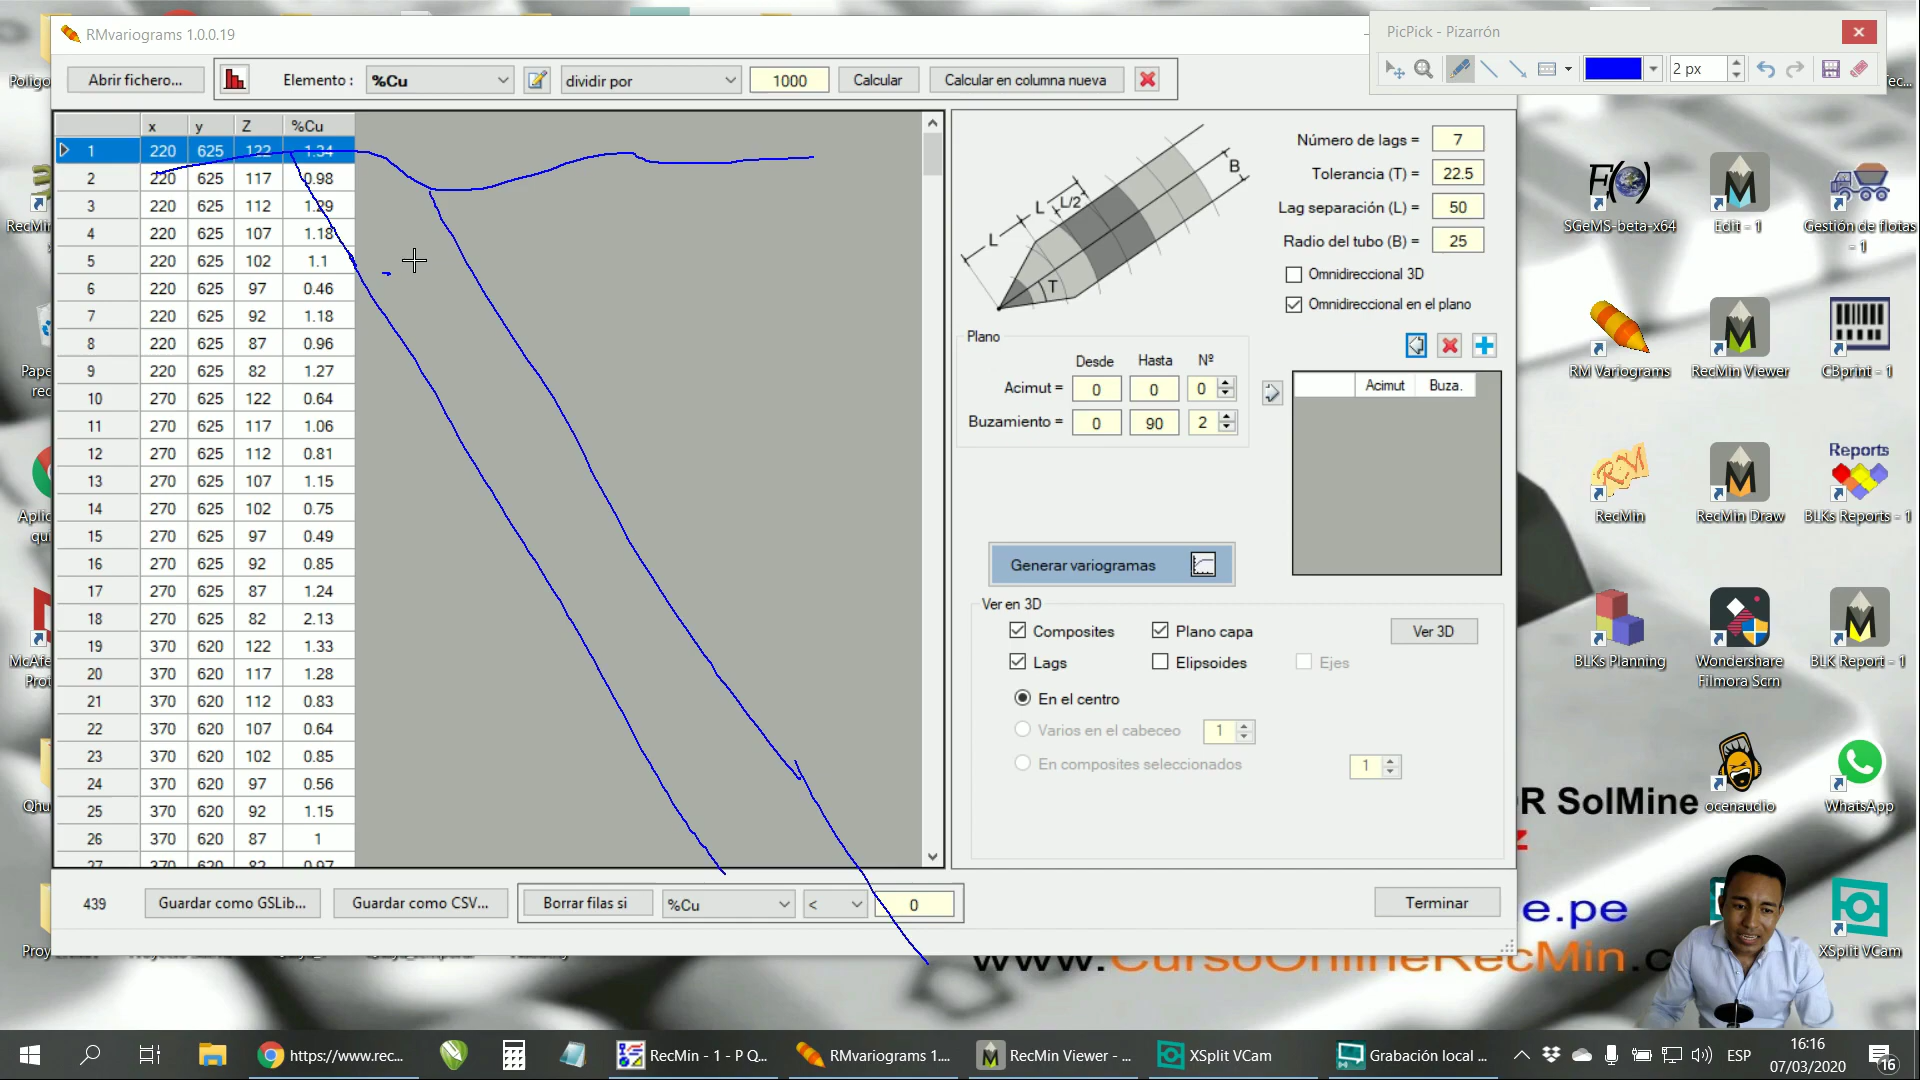 RMvariograms 1.0.0.19
PicPick - Pizarrón
2 px
Abrir fichero...
Elemento :
%Cu
dividir por
1000
Calcular
Calcular en columna nueva
x y Z %Cu
1 220 625 122 1.34
2 220 625 117 0.98
3 220 625 112 1.29
4 220 625 107 1.18
5 220 625 102 1.1
6 220 625 97 0.46
7 220 625 92 1.18
8 220 625 87 0.96
9 220 625 82 1.27
10 270 625 122 0.64
11 270 625 117 1.06
12 270 625 112 0.81
13 270 625 107 1.15
14 270 625 102 0.75
15 270 625 97 0.49
16 270 625 92 0.85
17 270 625 87 1.24
18 270 625 82 2.13
19 370 620 122 1.33
20 370 620 117 1.28
21 370 620 112 0.83
22 370 620 107 0.64
23 370 620 102 0.85
24 370 620 97 0.56
25 370 620 92 1.15
26 370 620 87 1
27 370 620 82 0.97
L L L/2 B T
Número de lags = 7
Tolerancia (T) = 22.5
Lag separación (L) = 50
Radio del tubo (B) = 25
Omnidireccional 3D
Omnidireccional en el plano
Plano
Desde Hasta Nº
Acimut = 0 0 0
Buzamiento = 0 90 2
Acimut Buza.
Generar variogramas
Ver en 3D
Composites
Plano capa
Ver 3D
Lags
Elipsoides
Ejes
En el centro
Varios en el cabeceo 1
En composites seleccionados 1
439
Guardar como GSLib...
Guardar como CSV...
Borrar filas si
%Cu
<
0
Terminar
SGeMS-beta-x64
Edit - 1
Gestión de flotas - 1
RM Variograms
RecMin Viewer
CBprint - 1
RecMin
RecMin Draw
Reports
BLKs Reports - 1
BLKs Planning
Wondershare Filmora Scrn
BLK Report - 1
ocenaudio
WhatsApp
XSplit VCam
R SolMine
z
e.pe
www.CursoOnlineRecMin.c
https://www.rec...
RecMin - 1 - P Q...
RMvariograms 1....
RecMin Viewer - ...
XSplit VCam
Grabación local ...
ESP
16:16
07/03/2020
16